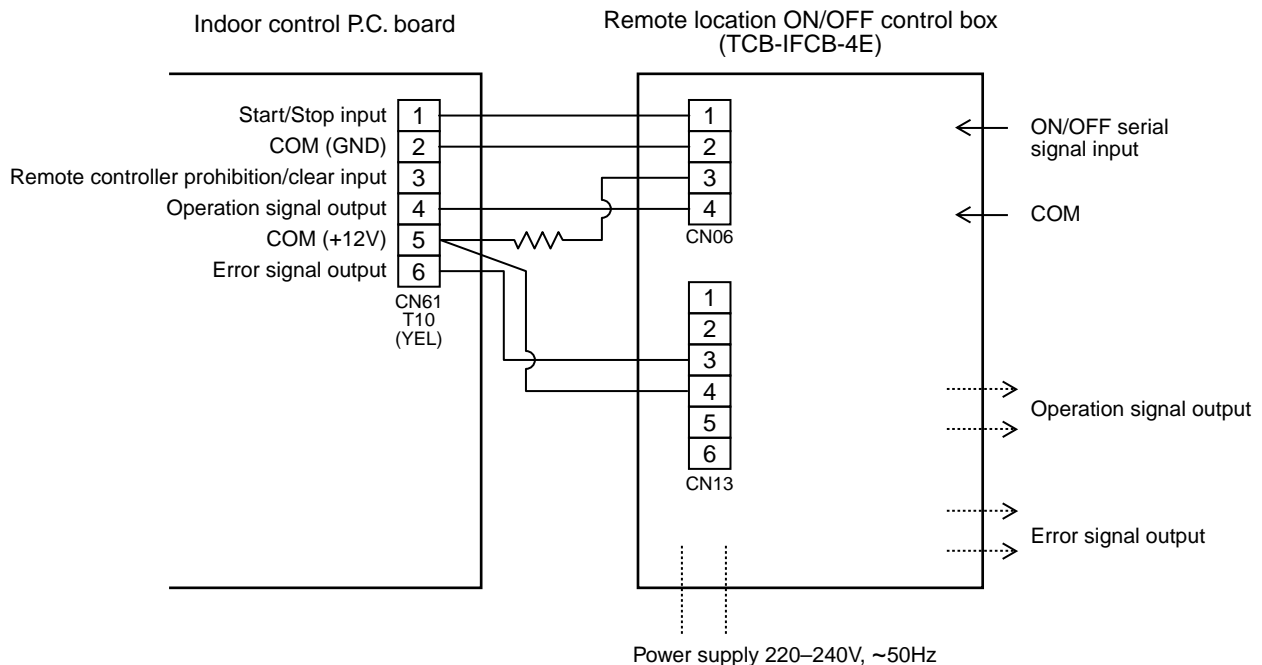 Indoor control P.C. board
Remote location ON/OFF control box
(TCB-IFCB-4E)
Start/Stop input 1
COM (GND) 2
Remote controller prohibition/clear input 3
Operation signal output 4
COM (+12V) 5
Error signal output 6
CN61
T10
(YEL)
1
2
3
4
CN06
1
2
3
4
5
6
CN13
ON/OFF serial
signal input
COM
Operation signal output
Error signal output
Power supply 220–240V, ~50Hz